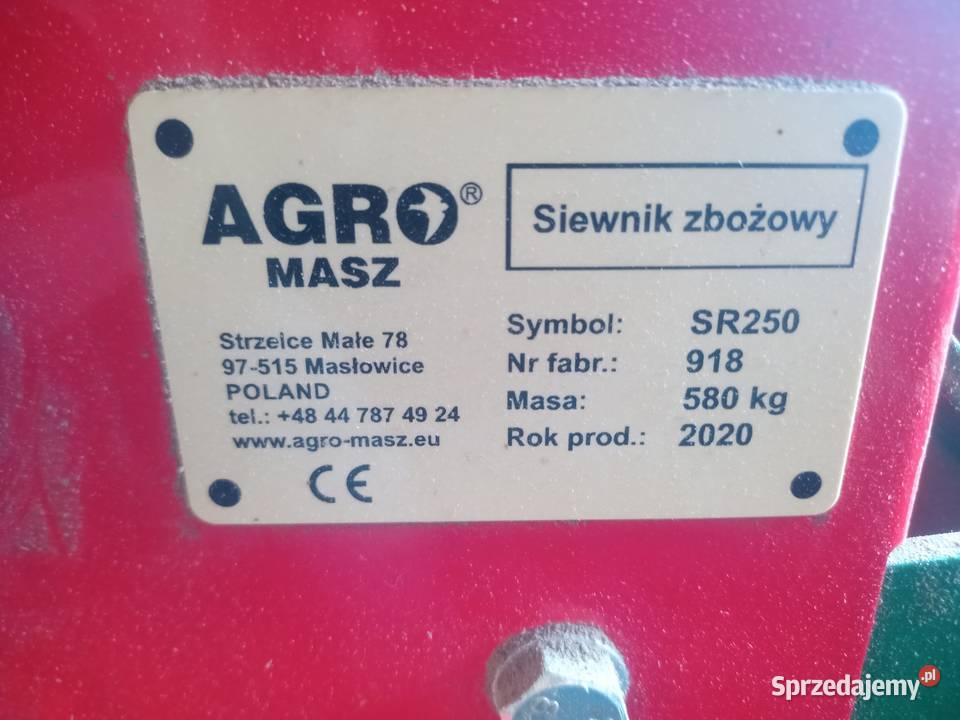 AGRO®
MASZ
Siewnik zbożowy
Strzelce Małe 78
97-515 Masłowice
POLAND
tel.: +48 44 787 49 24
www.agro-masz.eu
CE
Symbol: SR250
Nr fabr.: 918
Masa: 580 kg
Rok prod.: 2020
Sprzedajemy.pl